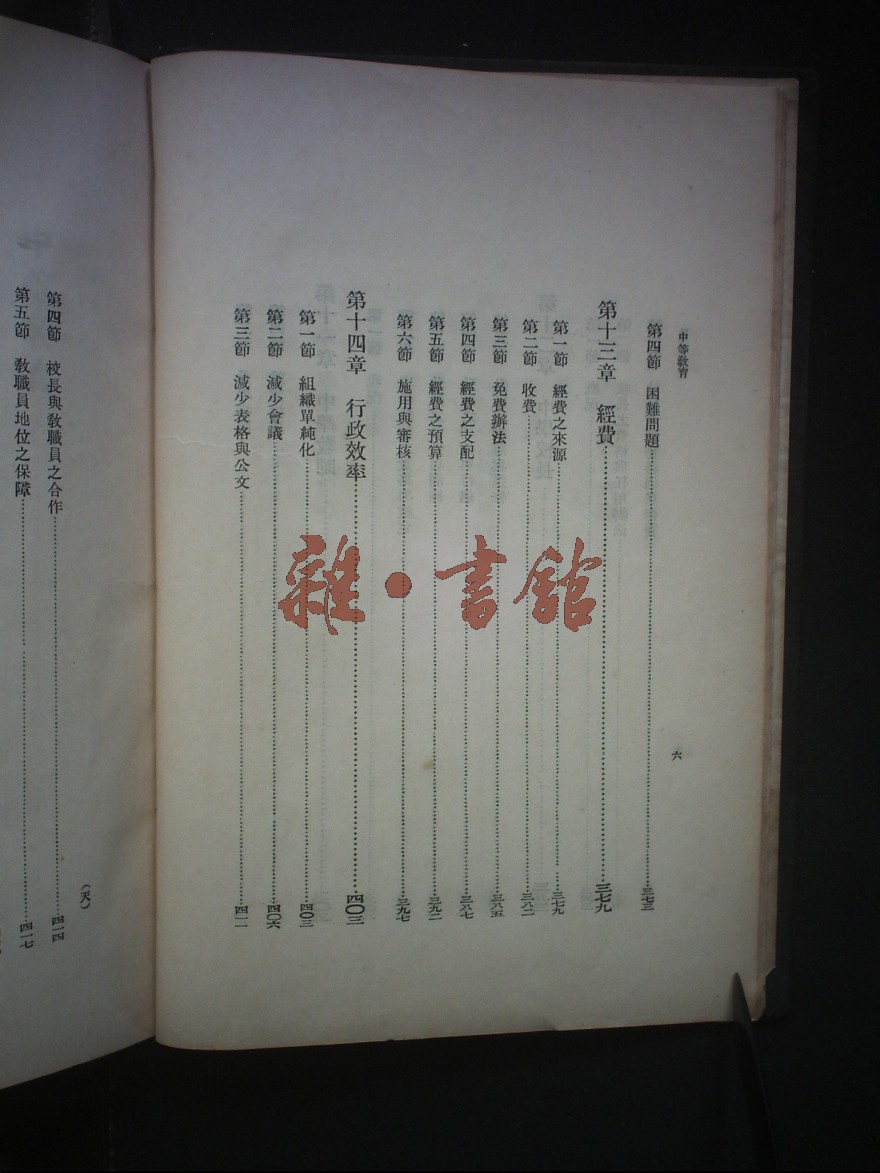 中等教育
六
第四節 困難問題……三七三
第十三章 經費……三七九
第一節 經費之來源……三七九
第二節 收費……三八二
第三節 免費辦法……三八五
第四節 經費之支配……三八七
第五節 經費之預算……三九二
第六節 施用與審核……三九七
第十四章 行政效率……四〇三
第一節 組織單純化……四〇三
第二節 減少會議……四〇六
第三節 減少表格與公文……四一一
(天)
第四節 校長與教職員之合作……四一四
第五節 教職員地位之保障……四一七
雜·書館